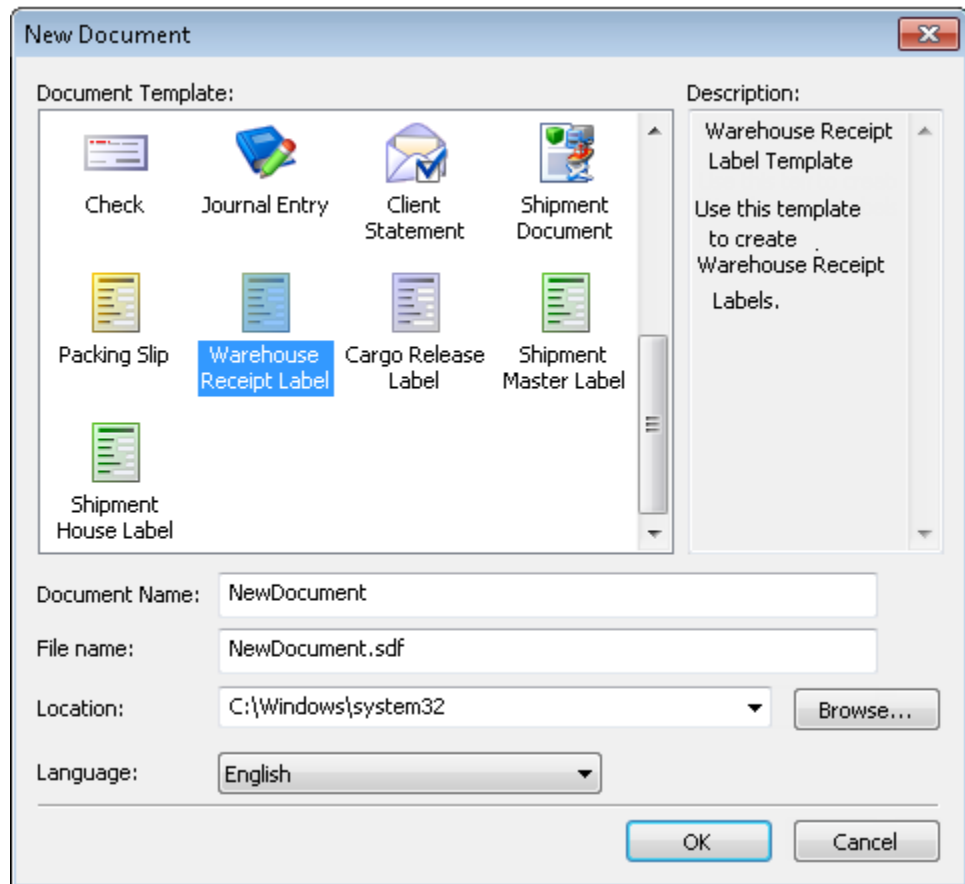 New Document
Document Template:
Description:
Check
Journal Entry
Client
Statement
Shipment
Document
Packing Slip
Warehouse
Receipt Label
Cargo Release
Label
Shipment
Master Label
Shipment
House Label
Warehouse Receipt
Label Template
Use this template
to create
Warehouse Receipt
Labels.
Document Name:
NewDocument
File name:
NewDocument.sdf
Location:
C:\Windows\system32
Browse...
Language:
English
OK
Cancel